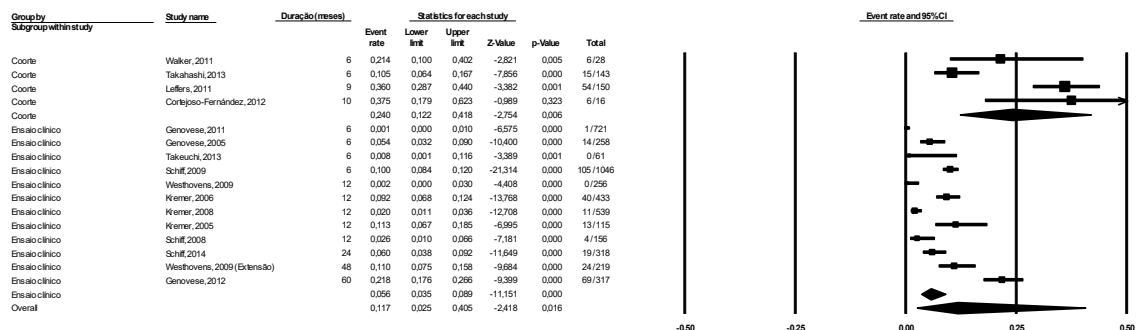 Group by Study name Duração (meses) Statistics for each study Event rate and 95% CI
Subgroup within study
Event Lower Upper
rate limit limit Z-Value p-Value Total
Coorte Walker, 2011 6 0,214 0,100 0,402 -2,821 0,005 6/28
Coorte Takahashi, 2013 6 0,105 0,064 0,167 -7,856 0,000 15/143
Coorte Leffers, 2011 9 0,360 0,287 0,440 -3,382 0,001 54/150
Coorte Cortejoso-Fernández, 2012 10 0,375 0,179 0,623 -0,989 0,323 6/16
Coorte 0,240 0,122 0,418 -2,754 0,006
Ensaio clínico Genovese, 2011 6 0,001 0,000 0,010 -6,575 0,000 1/721
Ensaio clínico Genovese, 2005 6 0,054 0,032 0,090 -10,400 0,000 14/258
Ensaio clínico Takeuchi, 2013 6 0,008 0,001 0,116 -3,389 0,001 0/61
Ensaio clínico Schiff, 2009 6 0,100 0,084 0,120 -21,314 0,000 105/1046
Ensaio clínico Westhovens, 2009 12 0,002 0,000 0,030 -4,408 0,000 0/256
Ensaio clínico Kremer, 2006 12 0,092 0,068 0,124 -13,768 0,000 40/433
Ensaio clínico Kremer, 2008 12 0,020 0,011 0,036 -12,708 0,000 11/539
Ensaio clínico Kremer, 2005 12 0,113 0,067 0,185 -6,995 0,000 13/115
Ensaio clínico Schiff, 2008 12 0,026 0,010 0,066 -7,181 0,000 4/156
Ensaio clínico Schiff, 2014 24 0,060 0,038 0,092 -11,649 0,000 19/318
Ensaio clínico Westhovens, 2009 (Extensão) 48 0,110 0,075 0,158 -9,684 0,000 24/219
Ensaio clínico Genovese, 2012 60 0,218 0,176 0,266 -9,399 0,000 69/317
Ensaio clínico 0,056 0,035 0,089 -11,151 0,000
Overall 0,117 0,025 0,405 -2,418 0,016
-0.50 -0.25 0.00 0.25 0.50